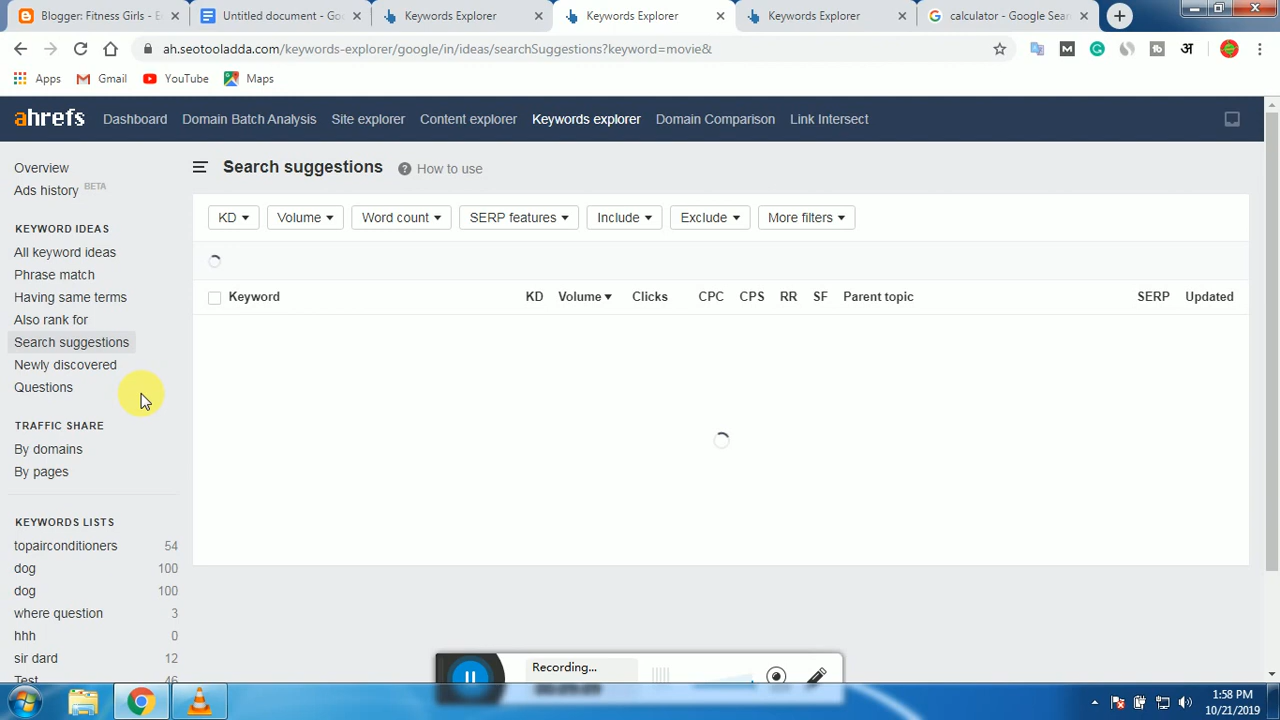 Blogger: Fitness Girls - E
Untitled document - Go
Keywords Explorer
Keywords Explorer
Keywords Explorer
calculator - Google Sea
ah.seotooladda.com/keywords-explorer/google/in/ideas/searchSuggestions?keyword=movie&
Apps
Gmail
YouTube
Maps
ahrefs
Dashboard
Domain Batch Analysis
Site explorer
Content explorer
Keywords explorer
Domain Comparison
Link Intersect
Overview
Ads history BETA
KEYWORD IDEAS
All keyword ideas
Phrase match
Having same terms
Also rank for
Search suggestions
Newly discovered
Questions
TRAFFIC SHARE
By domains
By pages
KEYWORDS LISTS
topairconditioners 54
dog 100
dog 100
where question 3
hhh 0
sir dard 12
Test 46
Search suggestions
? How to use
KD
Volume
Word count
SERP features
Include
Exclude
More filters
Keyword KD Volume Clicks CPC CPS RR SF Parent topic SERP Updated
Recording...
1:58 PM
10/21/2019
अ
M